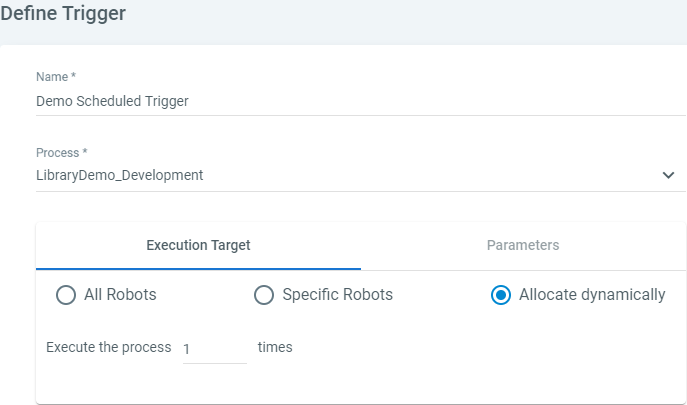 Define Trigger
Name *
Demo Scheduled Trigger
Process *
LibraryDemo_Development
Execution Target Parameters
All Robots Specific Robots Allocate dynamically
Execute the process 1 times